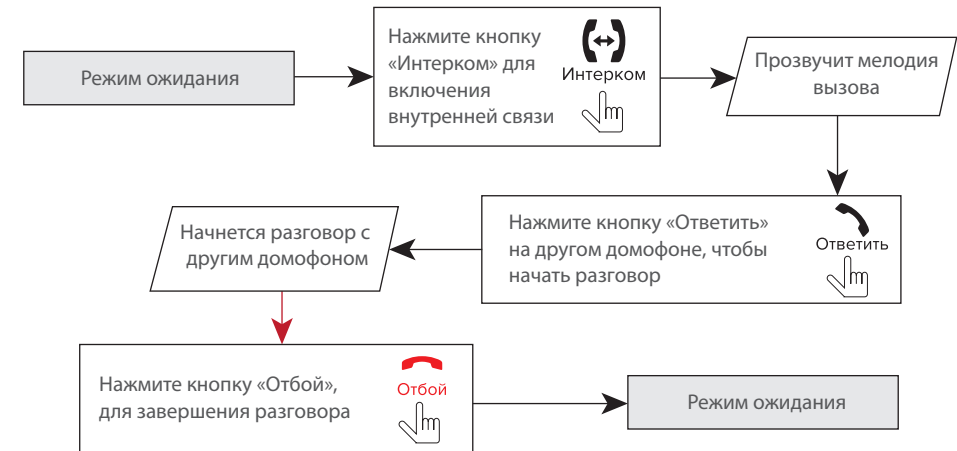 Режим ожидания
Нажмите кнопку
«Интерком» для
включения
внутренней связи
Интерком
Прозвучит мелодия
вызова
Нажмите кнопку «Ответить»
на другом домофоне, чтобы
начать разговор
Ответить
Начнется разговор с
другим домофоном
Нажмите кнопку «Отбой»,
для завершения разговора
Отбой
Режим ожидания